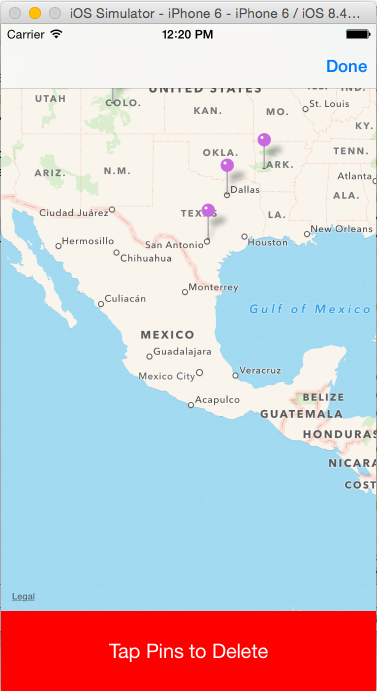 iOS Simulator - iPhone 6 - iPhone 6 / iOS 8.4...
Carrier 12:20 PM
Done
UNITED STATES
IND.
UTAH
COLO.
St. Louis
KAN.
MO.
KY.
OKLA.
TENN.
ARIZ.
N.M.
ARK.
Atlanta
Dallas
ALA.
Ciudad Juárez
TEXAS
LA.
New Orleans
Hermosillo
San Antonio
Houston
Chihuahua
Monterrey
Culiacán
Gulf of Mexico
MEXICO
Guadalajara
Mexico City
Veracruz
Acapulco
BELIZE
GUATEMALA
HONDURAS
NICARA
COST
Legal
Tap Pins to Delete